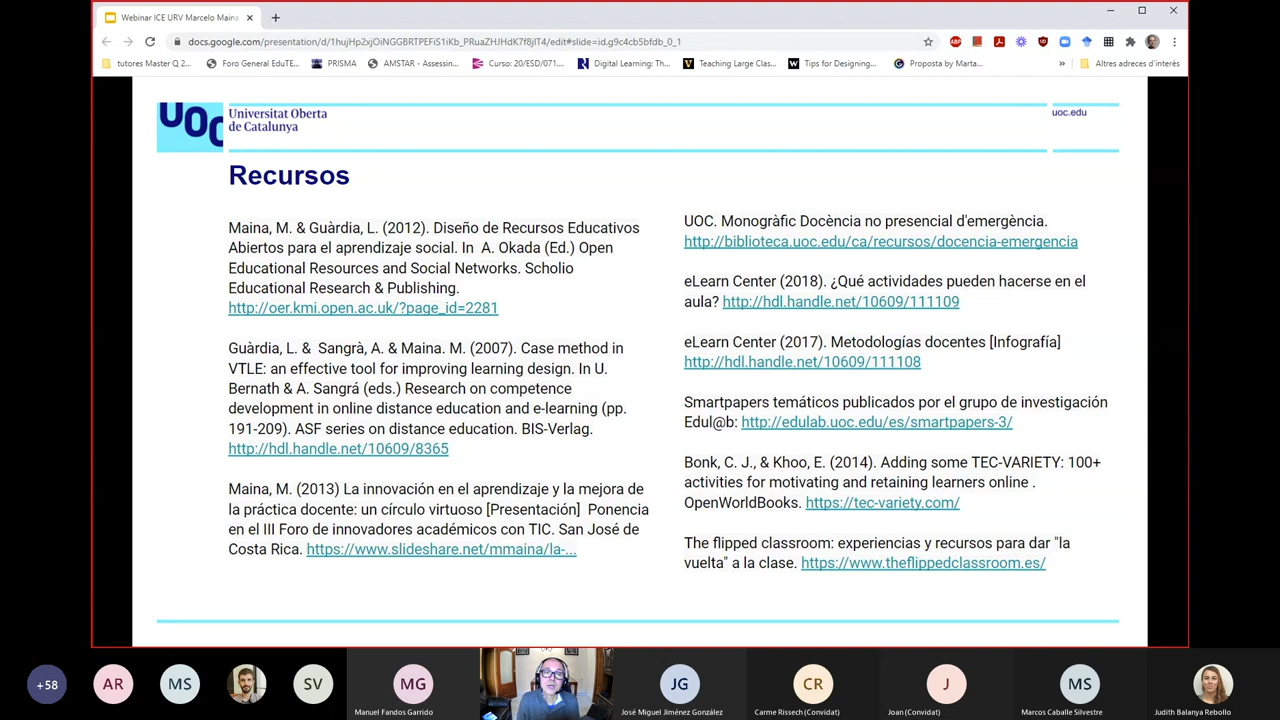 Webinar ICE URV Marcelo Maina
docs.google.com/presentation/d/1hujHp2xjOiNGGBRTPEFiS1iKb_PRuaZHJHdK7f8jIT4/edit#slide=id.g9c4cb5bfdb_0_1
tutores Master Q 2...
Foro General EduTE...
PRISMA
AMSTAR - Assessin...
Curso: 20/ESD/071....
Digital Learning: Th...
Teaching Large Clas...
Tips for Designing...
Proposta by Marta...
»
Altres adreces d'interès
UOC
Universitat Oberta
de Catalunya
uoc.edu
Recursos
Maina, M. & Guàrdia, L. (2012). Diseño de Recursos Educativos
Abiertos para el aprendizaje social. In A. Okada (Ed.) Open
Educational Resources and Social Networks. Scholio
Educational Research & Publishing.
http://oer.kmi.open.ac.uk/?page_id=2281
Guàrdia, L. & Sangrà, A. & Maina. M. (2007). Case method in
VTLE: an effective tool for improving learning design. In U.
Bernath & A. Sangrá (eds.) Research on competence
development in online distance education and e-learning (pp.
191-209). ASF series on distance education. BIS-Verlag.
http://hdl.handle.net/10609/8365
Maina, M. (2013) La innovación en el aprendizaje y la mejora de
la práctica docente: un círculo virtuoso [Presentación] Ponencia
en el III Foro de innovadores académicos con TIC. San José de
Costa Rica. https://www.slideshare.net/mmaina/la-...
UOC. Monogràfic Docència no presencial d'emergència.
http://biblioteca.uoc.edu/ca/recursos/docencia-emergencia
eLearn Center (2018). ¿Qué actividades pueden hacerse en el
aula? http://hdl.handle.net/10609/111109
eLearn Center (2017). Metodologías docentes [Infografía]
http://hdl.handle.net/10609/111108
Smartpapers temáticos publicados por el grupo de investigación
Edul@b: http://edulab.uoc.edu/es/smartpapers-3/
Bonk, C. J., & Khoo, E. (2014). Adding some TEC-VARIETY: 100+
activities for motivating and retaining learners online .
OpenWorldBooks. https://tec-variety.com/
The flipped classroom: experiencias y recursos para dar "la
vuelta" a la clase. https://www.theflippedclassroom.es/
+58
AR
MS
SV
MG
Manuel Fandos Garrido
JG
José Miguel Jiménez González
CR
Carme Rissech (Convidat)
J
Joan (Convidat)
MS
Marcos Caballe Silvestre
Judith Balanya Rebollo